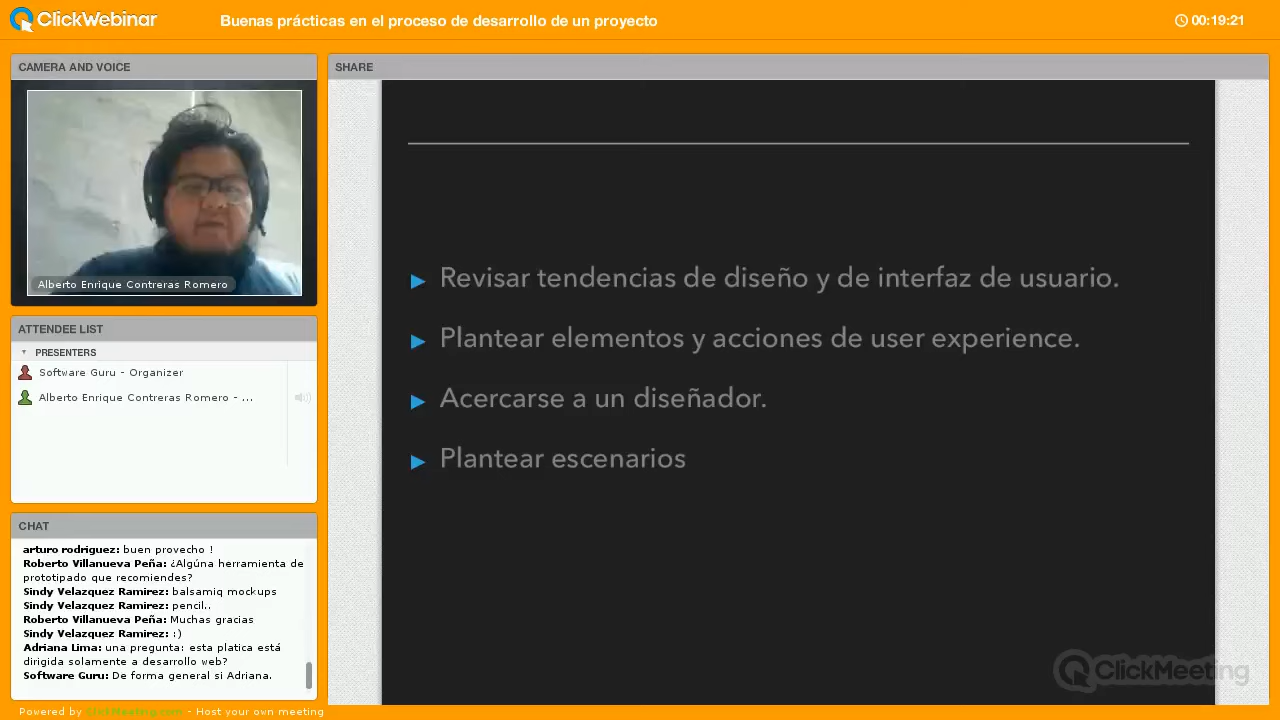 ClickWebinar
Buenas prácticas en el proceso de desarrollo de un proyecto
00:19:21
CAMERA AND VOICE
Alberto Enrique Contreras Romero
ATTENDEE LIST
PRESENTERS
Software Guru - Organizer
Alberto Enrique Contreras Romero - ...
CHAT
arturo rodriguez: buen provecho !
Roberto Villanueva Peña: ¿Algúna herramienta de
prototipado que recomiendes?
Sindy Velazquez Ramirez: balsamiq mockups
Sindy Velazquez Ramirez: pencil..
Roberto Villanueva Peña: Muchas gracias
Sindy Velazquez Ramirez: :)
Adriana Lima: una pregunta: esta platica está
dirigida solamente a desarrollo web?
Software Guru: De forma general si Adriana.
Powered by ClickMeeting.com - Host your own meeting
SHARE
Revisar tendencias de diseño y de interfaz de usuario.
Plantear elementos y acciones de user experience.
Acercarse a un diseñador.
Plantear escenarios
ClickMeeting